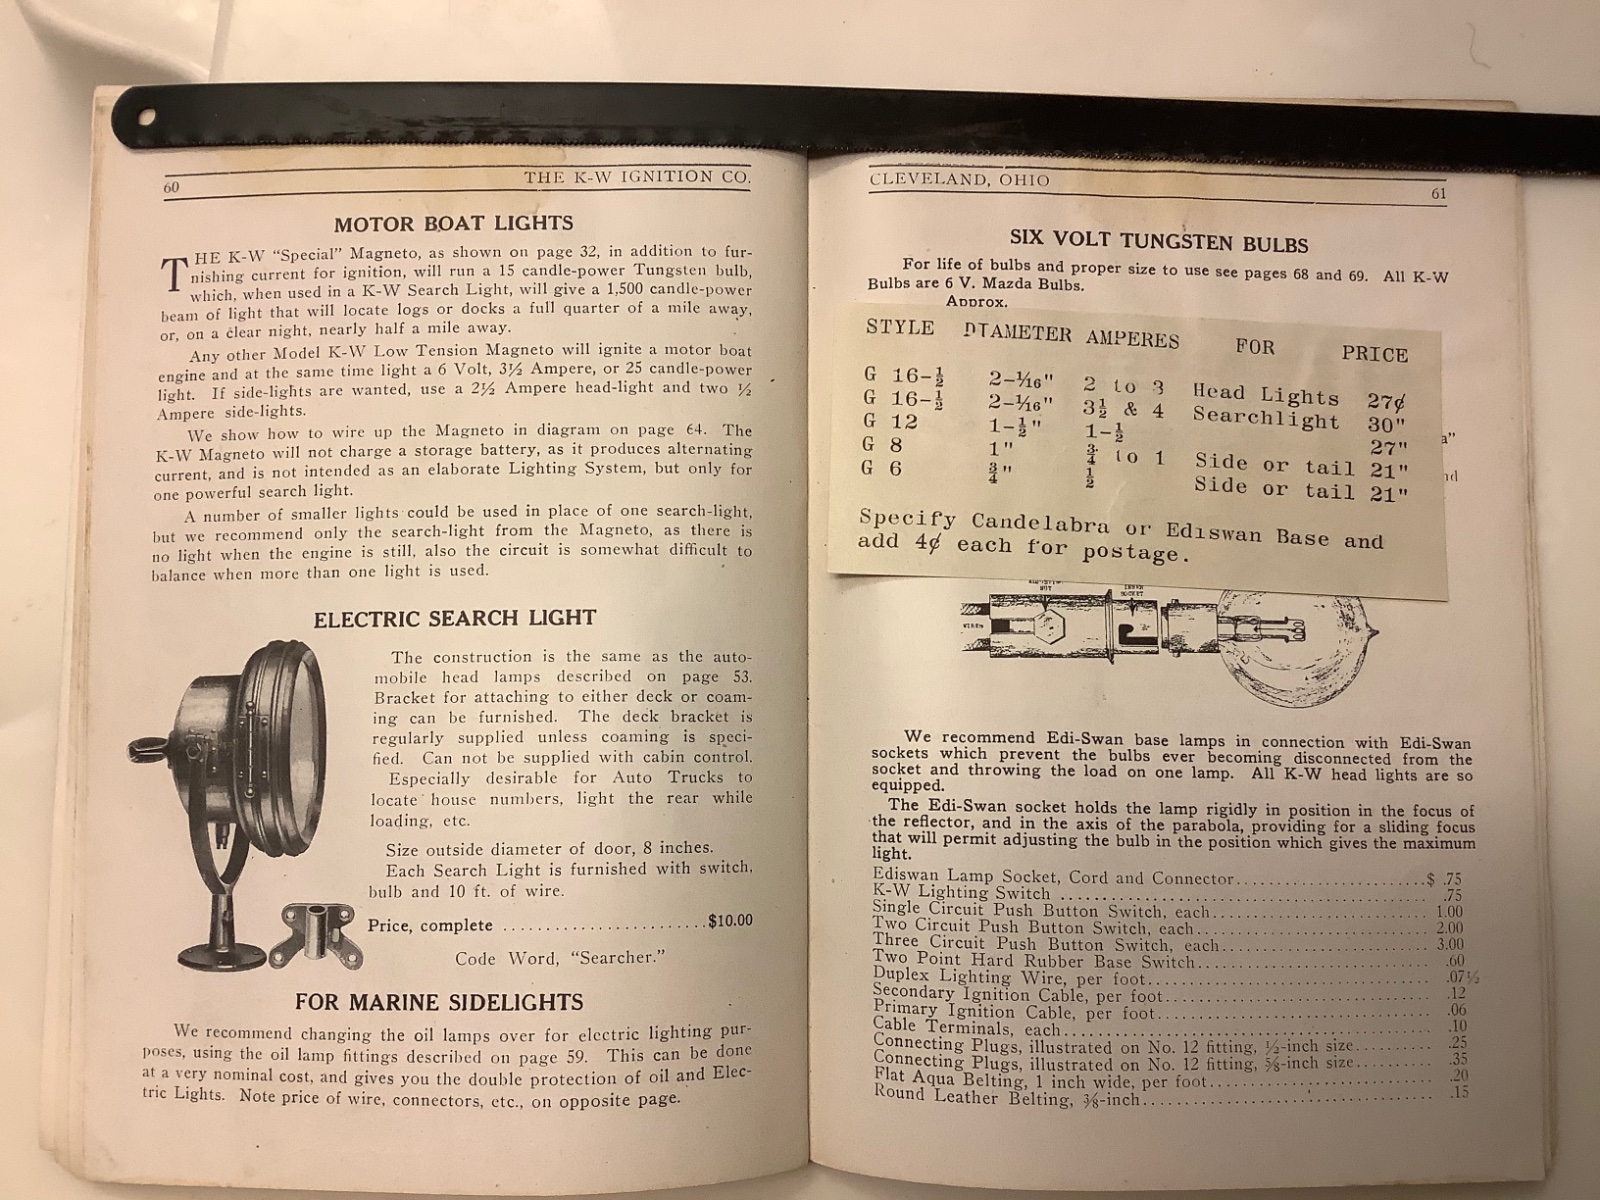 60
THE K-W IGNITION CO.
MOTOR BOAT LIGHTS
THE K-W "Special" Magneto, as shown on page 32, in addition to fur-
nishing current for ignition, will run a 15 candle-power Tungsten bulb,
which, when used in a K-W Search Light, will give a 1,500 candle-power
beam of light that will locate logs or docks a full quarter of a mile away,
or, on a clear night, nearly half a mile away.
Any other Model K-W Low Tension Magneto will ignite a motor boat
engine and at the same time light a 6 Volt, 3½ Ampere, or 25 candle-power
light. If side-lights are wanted, use a 2½ Ampere head-light and two ½
Ampere side-lights.
We show how to wire up the Magneto in diagram on page 64. The
K-W Magneto will not charge a storage battery, as it produces alternating
current, and is not intended as an elaborate Lighting System, but only for
one powerful search light.
A number of smaller lights could be used in place of one search-light,
but we recommend only the search-light from the Magneto, as there is
no light when the engine is still, also the circuit is somewhat difficult to
balance when more than one light is used.
ELECTRIC SEARCH LIGHT
The construction is the same as the auto-
mobile head lamps described on page 53.
Bracket for attaching to either deck or coam-
ing can be furnished. The deck bracket is
regularly supplied unless coaming is speci-
fied. Can not be supplied with cabin control.
Especially desirable for Auto Trucks to
locate house numbers, light the rear while
loading, etc.
Size outside diameter of door, 8 inches.
Each Search Light is furnished with switch,
bulb and 10 ft. of wire.
Price, complete ........................$10.00
Code Word, "Searcher."
FOR MARINE SIDELIGHTS
We recommend changing the oil lamps over for electric lighting pur-
poses, using the oil lamp fittings described on page 59. This can be done
at a very nominal cost, and gives you the double protection of oil and Elec-
tric Lights. Note price of wire, connectors, etc., on opposite page.
CLEVELAND, OHIO
61
SIX VOLT TUNGSTEN BULBS
For life of bulbs and proper size to use see pages 68 and 69. All K-W
Bulbs are 6 V. Mazda Bulbs.
Approx.
STYLE DIAMETER AMPERES FOR PRICE
G 16-½ 2-1/16" 2 to 3 Head Lights 27¢
G 16-½ 2-1/16" 3½ & 4 Searchlight 30"
G 12 1-½" 1-½ 27"
G 8 1" ¾ to 1 Side or tail 21"
G 6 ¾" ½ Side or tail 21"
Specify Candelabra or Ediswan Base and
add 4¢ each for postage.
NUT
SOCKET
WIRES
We recommend Edi-Swan base lamps in connection with Edi-Swan
sockets which prevent the bulbs ever becoming disconnected from the
socket and throwing the load on one lamp. All K-W head lights are so
equipped.
The Edi-Swan socket holds the lamp rigidly in position in the focus of
the reflector, and in the axis of the parabola, providing for a sliding focus
that will permit adjusting the bulb in the position which gives the maximum
light.
Ediswan Lamp Socket, Cord and Connector........................$ .75
K-W Lighting Switch ............................................ .75
Single Circuit Push Button Switch, each........................... 1.00
Two Circuit Push Button Switch, each............................. 2.00
Three Circuit Push Button Switch, each........................... 3.00
Two Point Hard Rubber Base Switch............................. .60
Duplex Lighting Wire, per foot................................... .07½
Secondary Ignition Cable, per foot................................ .12
Primary Ignition Cable, per foot.................................. .06
Cable Terminals, each............................................ .10
Connecting Plugs, illustrated on No. 12 fitting, ½-inch size.......... .25
Connecting Plugs, illustrated on No. 12 fitting, ⅝-inch size.......... .35
Flat Aqua Belting, 1 inch wide, per foot............................ .20
Round Leather Belting, ⅜-inch.................................... .15